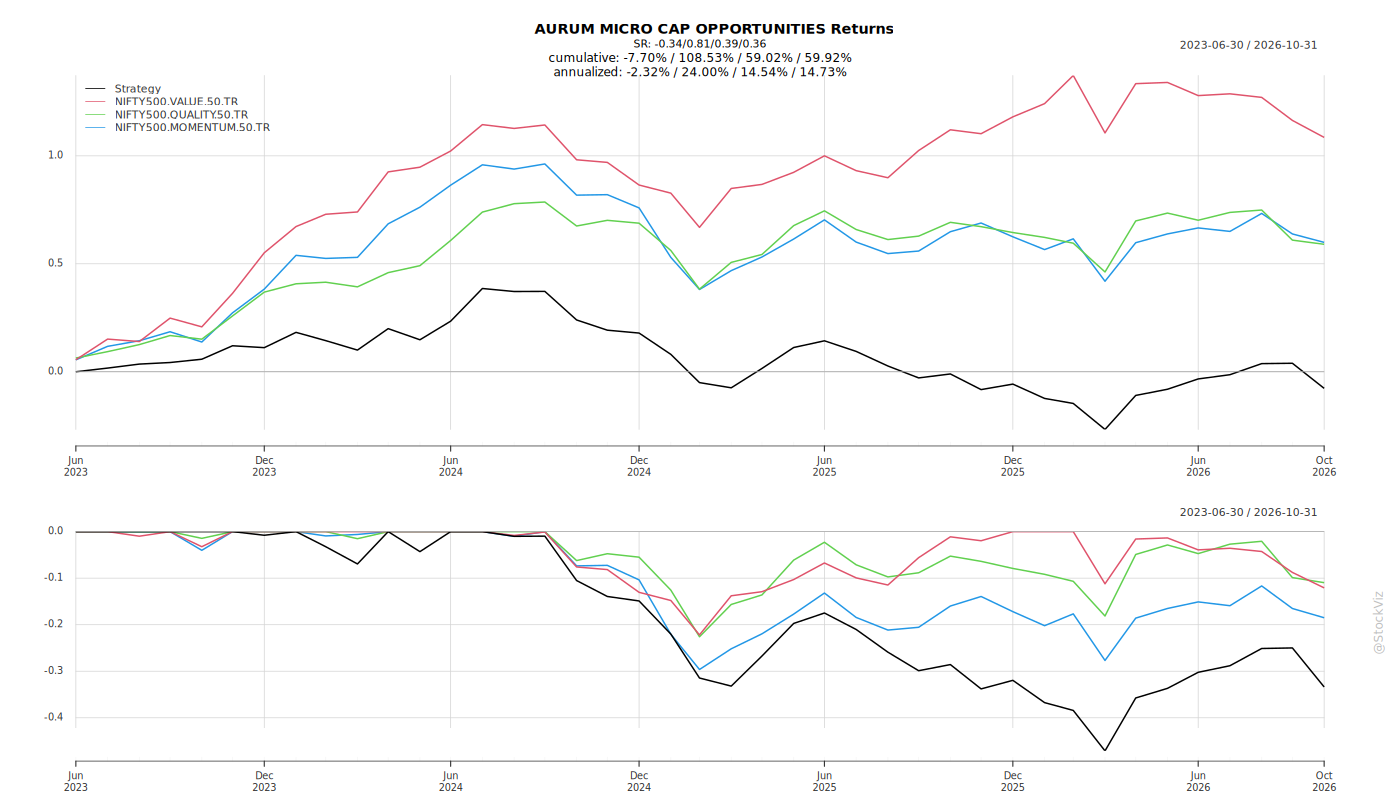 AURUM MICRO CAP OPPORTUNITIES Returns
SR: -0.34/0.81/0.39/0.36
2023-06-30 / 2026-10-31
cumulative: -7.70% / 108.53% / 59.02% / 59.92%
annualized: -2.32% / 24.00% / 14.54% / 14.73%
Strategy
NIFTY500.VALUE.50.TR
NIFTY500.QUALITY.50.TR
NIFTY500.MOMENTUM.50.TR
1.0
0.5
0.0
Jun Dec Jun Dec Jun Dec Jun Oct
2023 2023 2024 2024 2025 2025 2026 2026
2023-06-30 / 2026-10-31
0.0
-0.1
-0.2
-0.3
-0.4
Jun Dec Jun Dec Jun Dec Jun Oct
2023 2023 2024 2024 2025 2025 2026 2026
@StockViz